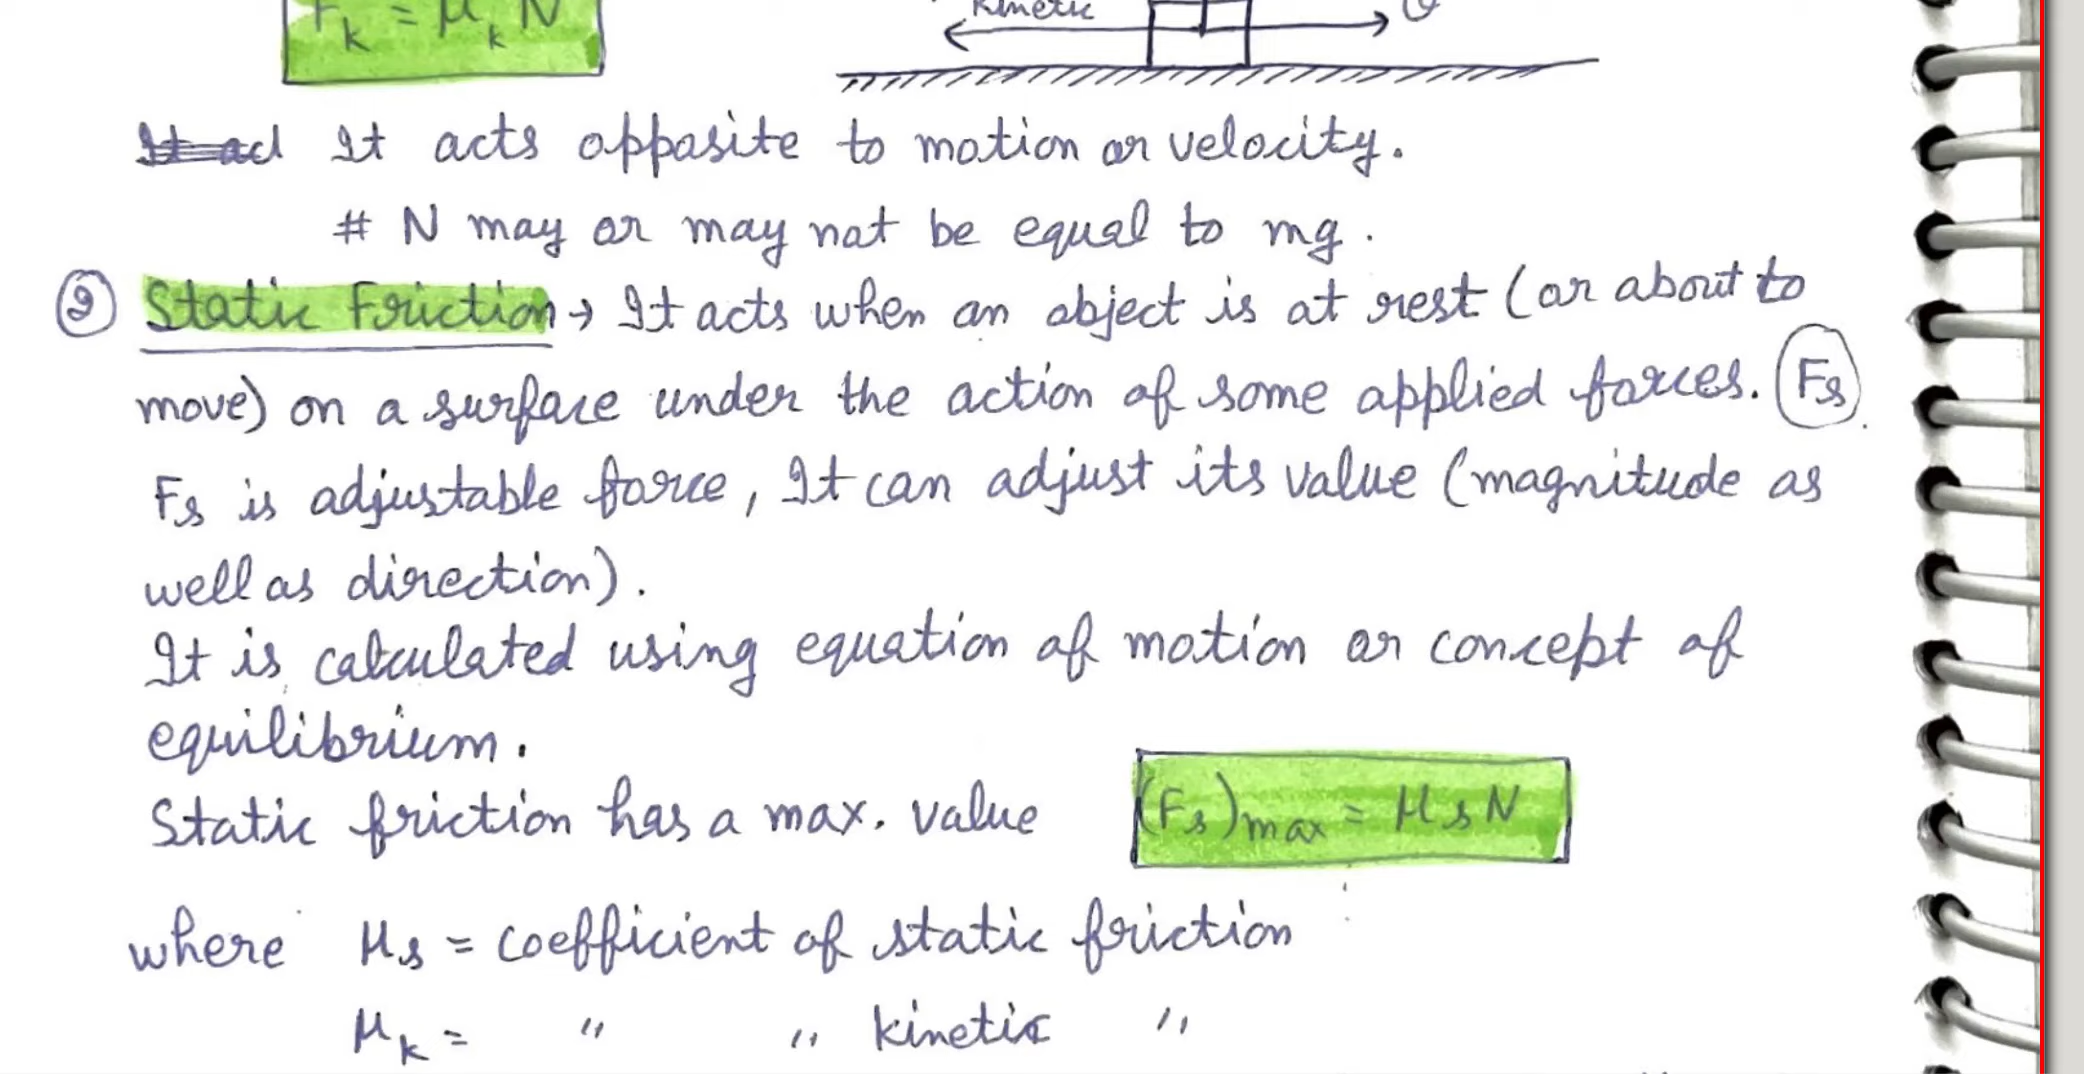 Fk = μk N
Kinetic
It acts opposite to motion or velocity.
# N may or may not be equal to mg.
② Static Friction → It acts when an object is at rest (or about to
move) on a surface under the action of some applied forces. Fs
Fs is adjustable force, It can adjust its value (magnitude as
well as direction).
It is calculated using equation of motion or concept of
equilibrium.
Static friction has a max. value (Fs)max = μsN
where μs = coefficient of static friction
μk = " " kinetic "